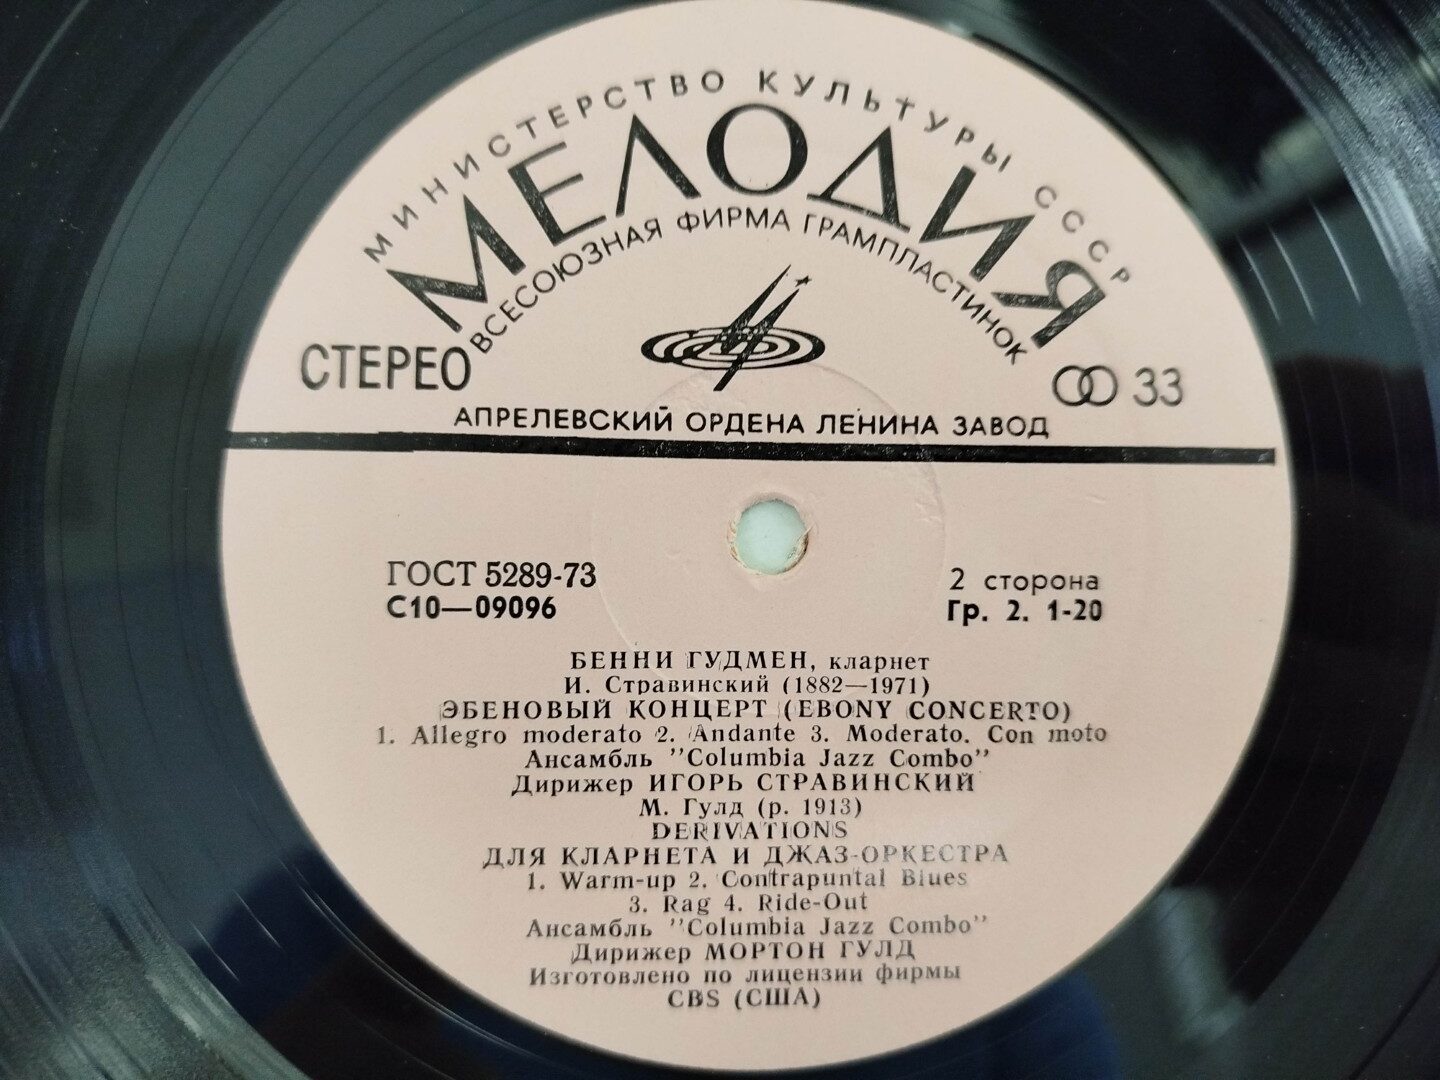 МИНИСТЕРСТВО КУЛЬТУРЫ СССР
МЕЛОДИЯ
ВСЕСОЮЗНАЯ ФИРМА ГРАМПЛАСТИНОК
СТЕРЕО
33
АПРЕЛЕВСКИЙ ОРДЕНА ЛЕНИНА ЗАВОД
ГОСТ 5289-73
С10—09096
2 сторона
Гр. 2. 1-20
БЕННИ ГУДМЕН, кларнет
И. Стравинский (1882—1971)
ЭБЕНОВЫЙ КОНЦЕРТ (EBONY CONCERTO)
1. Allegro moderato 2. Andante 3. Moderato. Con moto
Ансамбль "Columbia Jazz Combo"
Дирижер ИГОРЬ СТРАВИНСКИЙ
М. Гулд (р. 1913)
DERIVATIONS
ДЛЯ КЛАРНЕТА И ДЖАЗ-ОРКЕСТРА
1. Warm-up 2. Contrapuntal Blues
3. Rag 4. Ride-Out
Ансамбль "Columbia Jazz Combo"
Дирижер МОРТОН ГУЛД
Изготовлено по лицензии фирмы
CBS (США)